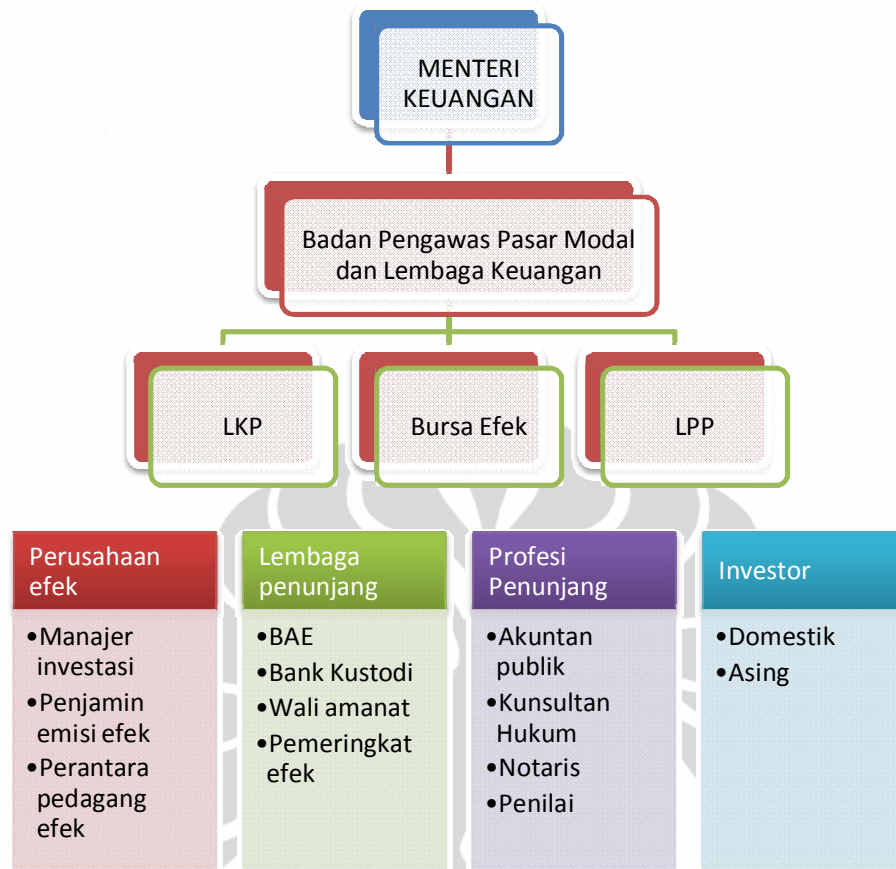 MENTERI
KEUANGAN
Badan Pengawas Pasar Modal
dan Lembaga Keuangan
LKP
Bursa Efek
LPP
Perusahaan
efek
•Manajer
investasi
•Penjamin
emisi efek
•Perantara
pedagang
efek
Lembaga
penunjang
•BAE
•Bank Kustodi
•Wali amanat
•Pemeringkat
efek
Profesi
Penunjang
•Akuntan
publik
•Kunsultan
Hukum
•Notaris
•Penilai
Investor
•Domestik
•Asing